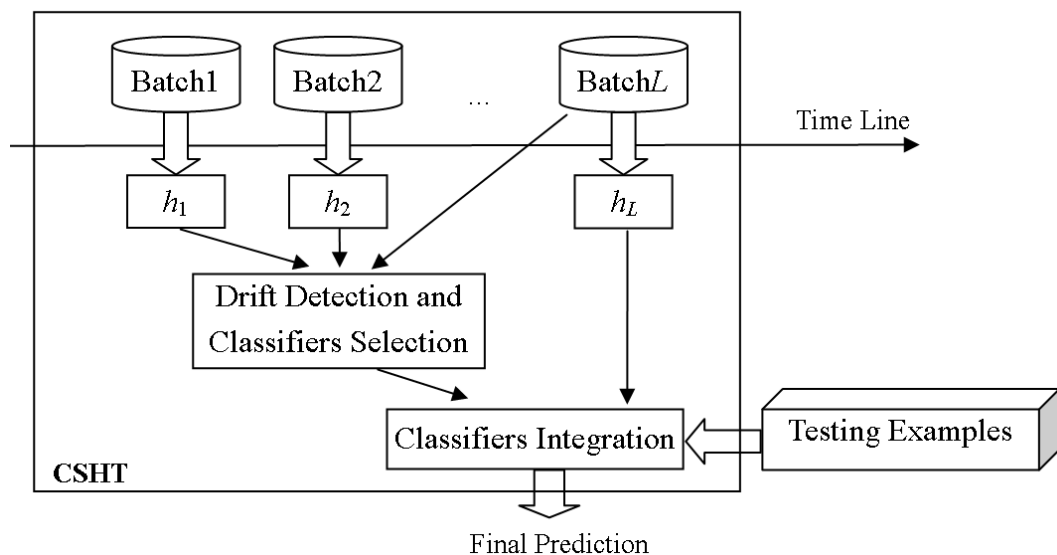 Batch1
Batch2
...
BatchL
Time Line
h1
h2
hL
Drift Detection and
Classifiers Selection
Classifiers Integration
Testing Examples
CSHT
Final Prediction